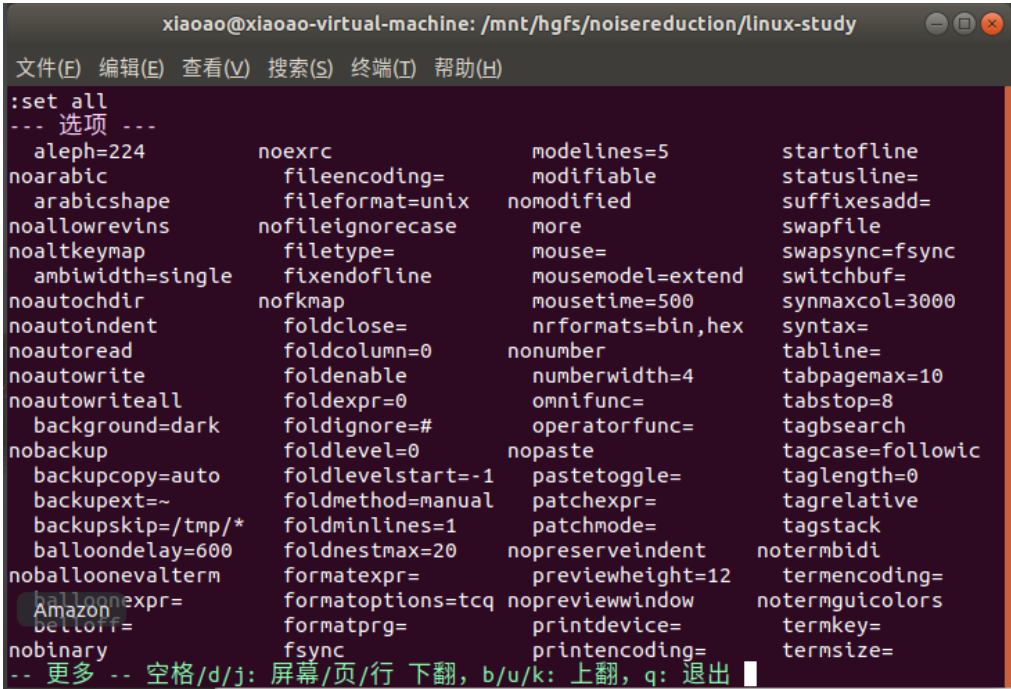 xiaoao@xiaoao-virtual-machine: /mnt/hgfs/noisereduction/linux-study
文件(F) 编辑(E) 查看(V) 搜索(S) 终端(T) 帮助(H)
:set all
--- 选项 ---
  aleph=224         noexrc                modelines=5         startofline
noarabic              fileencoding=       modifiable          statusline=
  arabicshape         fileformat=unix   nomodified            suffixesadd=
noallowrevins       nofileignorecase      more                swapfile
noaltkeymap           filetype=           mouse=              swapsync=fsync
  ambiwidth=single    fixendofline        mousemodel=extend   switchbuf=
noautochdir         nofkmap               mousetime=500       synmaxcol=3000
noautoindent          foldclose=          nrformats=bin,hex   syntax=
noautoread            foldcolumn=0      nonumber              tabline=
noautowrite           foldenable          numberwidth=4       tabpagemax=10
noautowriteall        foldexpr=0          omnifunc=           tabstop=8
  background=dark     foldignore=#        operatorfunc=       tagbsearch
nobackup              foldlevel=0       nopaste               tagcase=followic
  backupcopy=auto     foldlevelstart=-1   pastetoggle=        taglength=0
  backupext=~         foldmethod=manual   patchexpr=          tagrelative
  backupskip=/tmp/*   foldminlines=1      patchmode=          tagstack
  balloondelay=600    foldnestmax=20    nopreserveindent    notermbidi
noballoonevalterm     formatexpr=         previewheight=12    termencoding=
  balloonexpr=        formatoptions=tcq nopreviewwindow     notermguicolors
Amazon
  belloff=            formatprg=          printdevice=        termkey=
nobinary              fsync               printencoding=      termsize=
-- 更多 -- 空格/d/j: 屏幕/页/行 下翻，b/u/k: 上翻，q: 退出